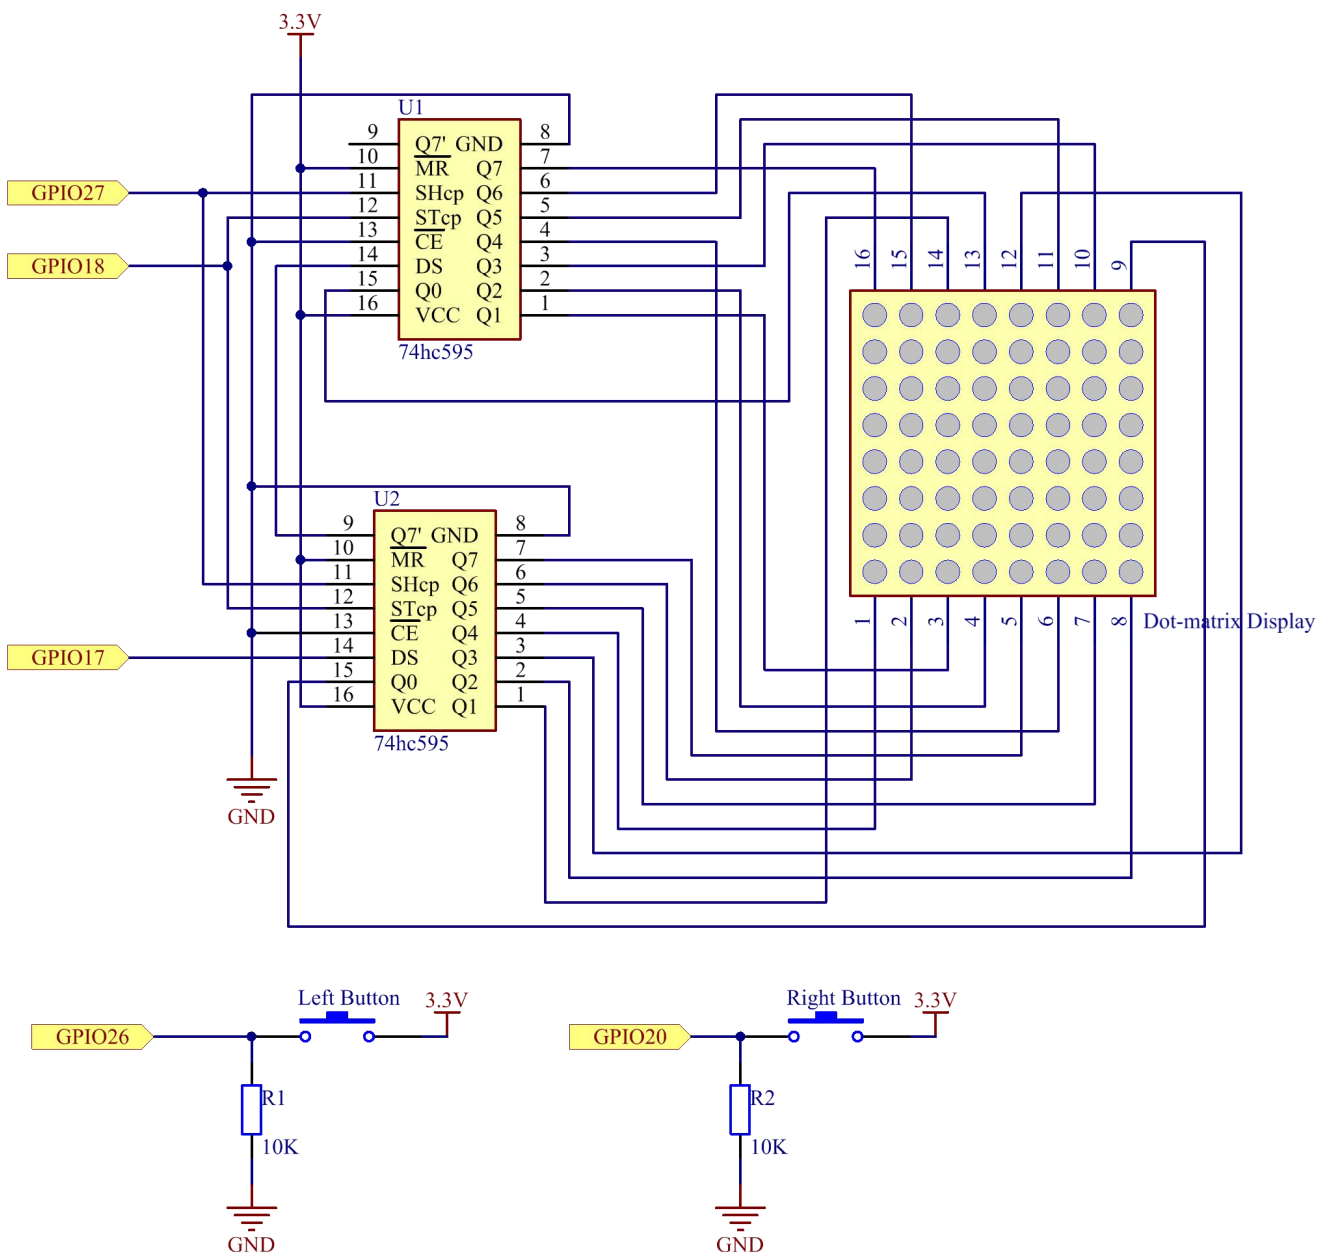 3.3V
U1
9 Q7' GND 8
10 MR Q7 7
11 SHcp Q6 6
12 STcp Q5 5
13 CE Q4 4
14 DS Q3 3
15 Q0 Q2 2
16 VCC Q1 1
74hc595
GPIO27
GPIO18
16 15 14 13 12 11 10 9
U2
9 Q7' GND 8
10 MR Q7 7
11 SHcp Q6 6
12 STcp Q5 5
13 CE Q4 4
14 DS Q3 3
15 Q0 Q2 2
16 VCC Q1 1
74hc595
GPIO17
1 2 3 4 5 6 7 8
Dot-matrix Display
GND
Left Button
3.3V
GPIO26
R1
10K
GND
Right Button
3.3V
GPIO20
R2
10K
GND